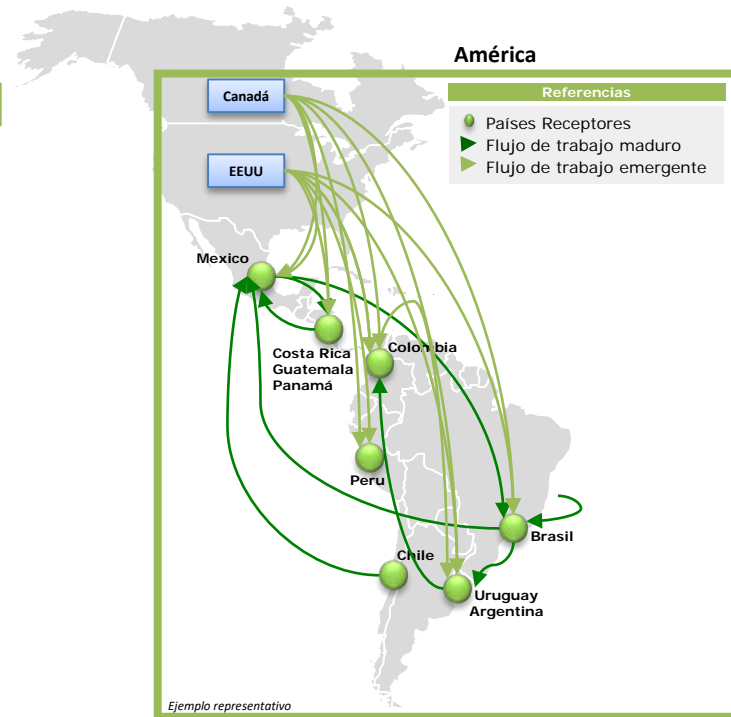 América
Canadá
Referencias
Países Receptores
Flujo de trabajo maduro
Flujo de trabajo emergente
EEUU
Mexico
Costa Rica
Guatemala
Panamá
Colombia
Peru
Brasil
Chile
Uruguay
Argentina
Ejemplo representativo